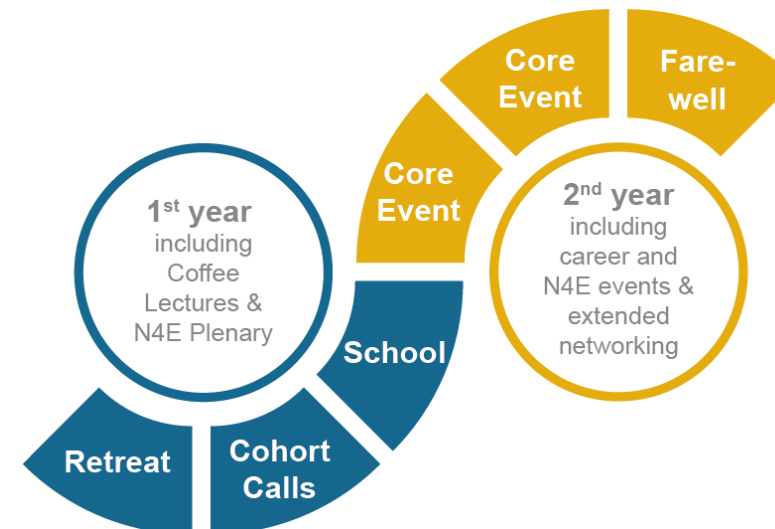 1st year
including
Coffee
Lectures &
N4E Plenary
Retreat
Cohort
Calls
School
Core
Event
Core
Event
Fare-
well
2nd year
including
career and
N4E events &
extended
networking